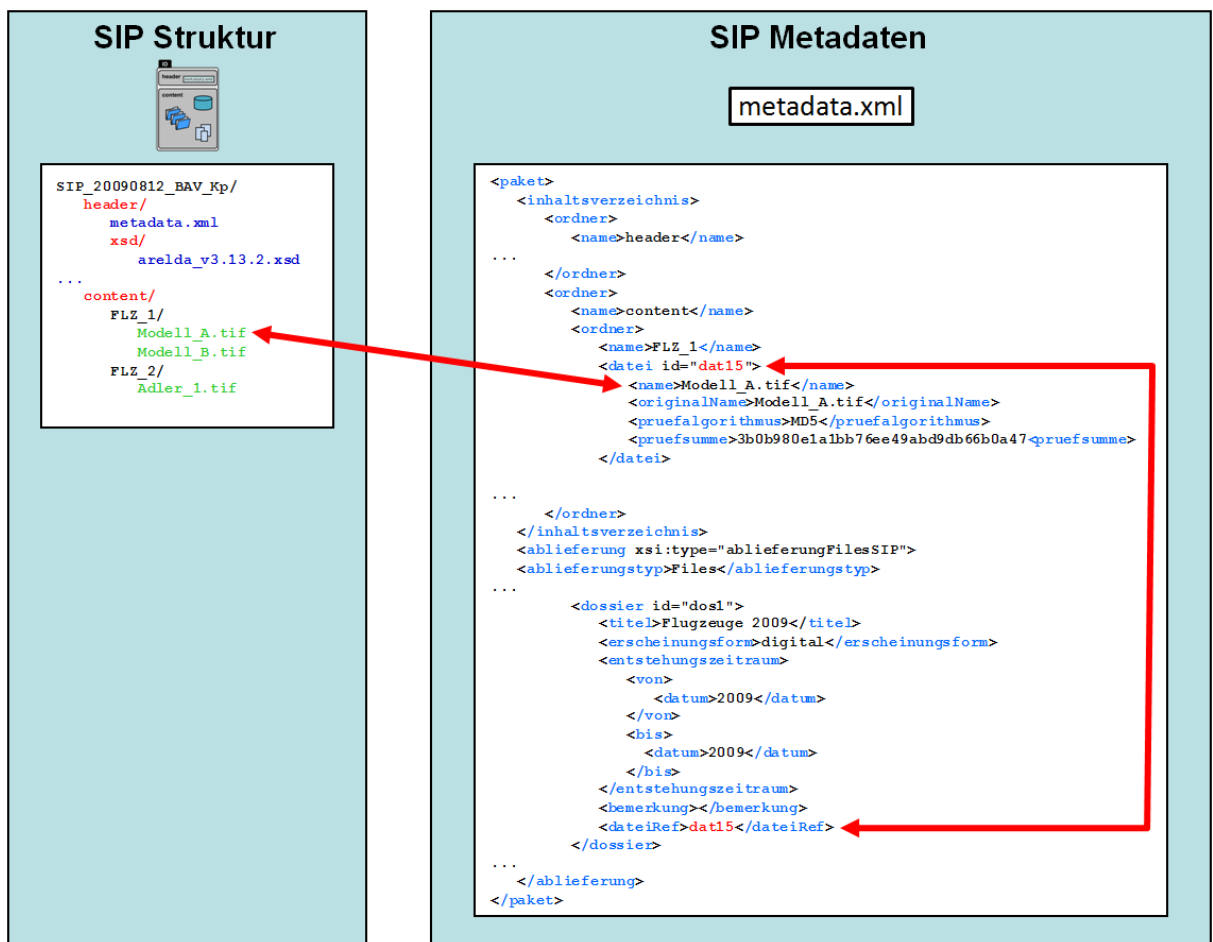 SIP Struktur
header
content
SIP_20090812_BAV_Kp/
header/
metadata.xml
xsd/
arelda_v3.13.2.xsd
...
content/
FLZ_1/
Modell_A.tif
Modell_B.tif
FLZ_2/
Adler_1.tif
SIP Metadaten
metadata.xml
<paket>
<inhaltsverzeichnis>
<ordner>
<name>header</name>
...
</ordner>
<ordner>
<name>content</name>
<ordner>
<name>FLZ_1</name>
<datei id="dat15">
<name>Modell_A.tif</name>
<originalName>Modell_A.tif</originalName>
<pruefalgorithmus>MD5</pruefalgorithmus>
<pruefsumme>3b0b980e1a1bb76ee49abd9db66b0a47<pruefsumme>
</datei>
...
</ordner>
</inhaltsverzeichnis>
<ablieferung xsi:type="ablieferungFilesSIP">
<ablieferungstyp>Files</ablieferungstyp>
...
<dossier id="dos1">
<titel>Flugzeuge 2009</titel>
<erscheinungsform>digital</erscheinungsform>
<entstehungszeitraum>
<von>
<datum>2009</datum>
</von>
<bis>
<datum>2009</datum>
</bis>
</entstehungszeitraum>
<bemerkung></bemerkung>
<dateiRef>dat15</dateiRef>
</dossier>
...
</ablieferung>
</paket>